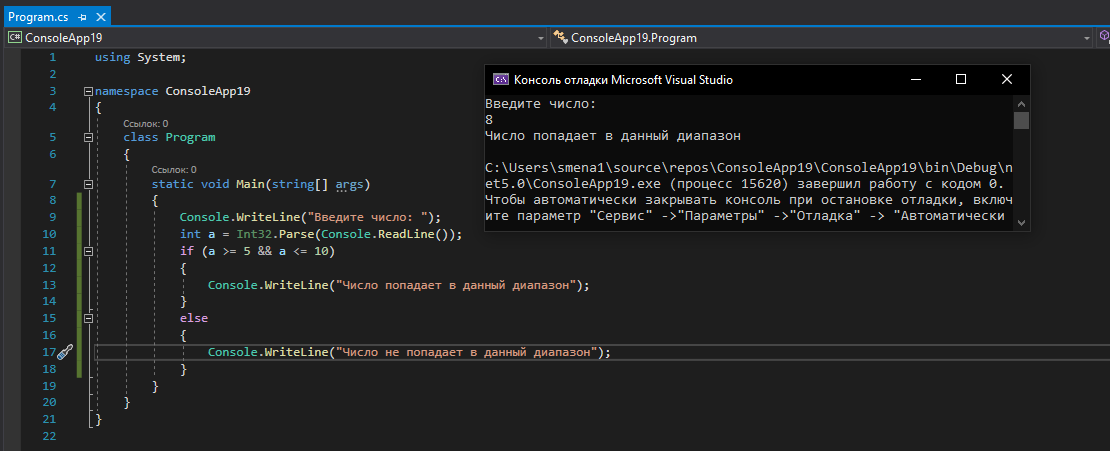 Program.cs
ConsoleApp19
ConsoleApp19.Program
1 using System;
2
3 namespace ConsoleApp19
4 {
Ссылок: 0
5 class Program
6 {
Ссылок: 0
7 static void Main(string[] args)
8 {
9 Console.WriteLine("Введите число: ");
10 int a = Int32.Parse(Console.ReadLine());
11 if (a >= 5 && a <= 10)
12 {
13 Console.WriteLine("Число попадает в данный диапазон");
14 }
15 else
16 {
17 Console.WriteLine("Число не попадает в данный диапазон");
18 }
19 }
20 }
21 }
22
Консоль отладки Microsoft Visual Studio
Введите число:
8
Число попадает в данный диапазон
C:\Users\smena1\source\repos\ConsoleApp19\ConsoleApp19\bin\Debug\n
et5.0\ConsoleApp19.exe (процесс 15620) завершил работу с кодом 0.
Чтобы автоматически закрывать консоль при остановке отладки, включ
ите параметр "Сервис" ->"Параметры" ->"Отладка" -> "Автоматически